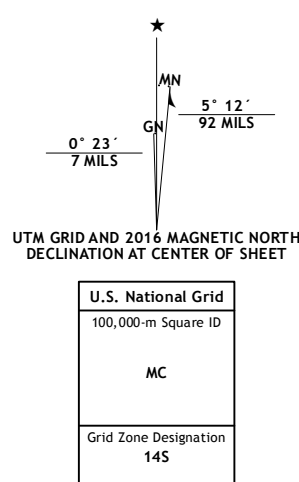 ★
MN
GN
5° 12´
92 MILS
0° 23´
7 MILS
UTM GRID AND 2016 MAGNETIC NORTH
DECLINATION AT CENTER OF SHEET
U.S. National Grid
100,000-m Square ID
MC
Grid Zone Designation
14S